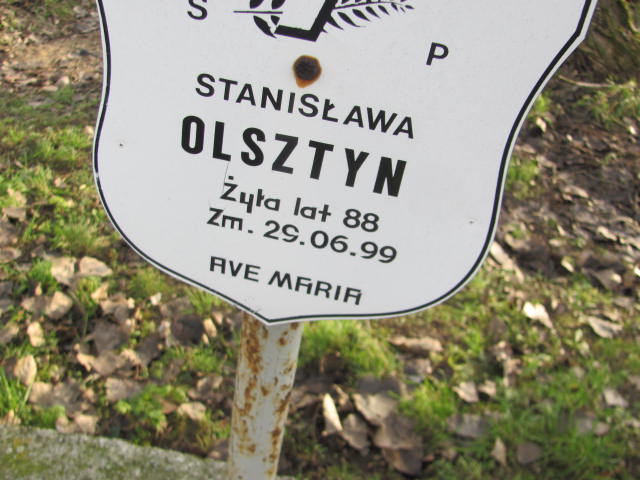 S P
STANISŁAWA
OLSZTYN
Żyła lat 88
Zm. 29.06.99
AVE MARIA